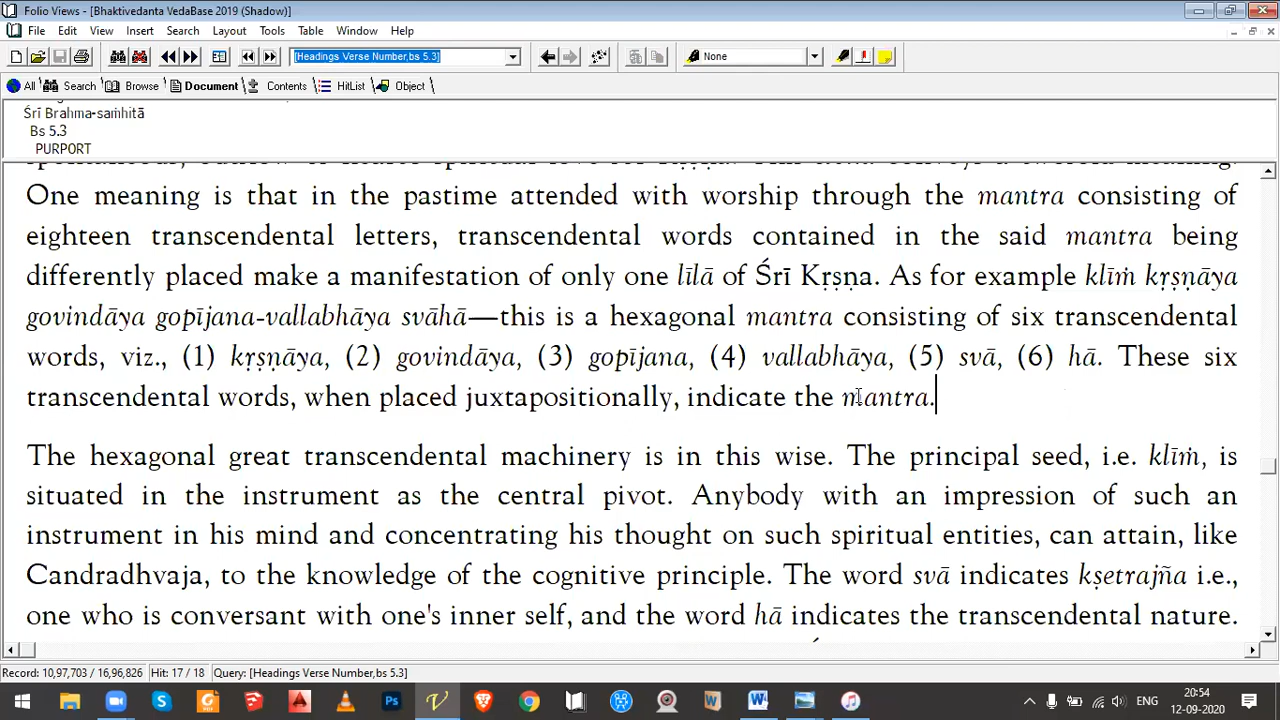 Folio Views - [Bhaktivedanta VedaBase 2019 (Shadow)]
File Edit View Insert Search Layout Tools Table Window Help
[Headings Verse Number,bs 5.3]
None
All Search Browse Document Contents HitList Object
Śrī Brahma-saṁhitā
Bs 5.3
PURPORT
One meaning is that in the pastime attended with worship through the mantra consisting of
eighteen transcendental letters, transcendental words contained in the said mantra being
differently placed make a manifestation of only one līlā of Śrī Kṛṣṇa. As for example klīṁ kṛṣṇāya
govindāya gopījana-vallabhāya svāhā—this is a hexagonal mantra consisting of six transcendental
words, viz., (1) kṛṣṇāya, (2) govindāya, (3) gopījana, (4) vallabhāya, (5) svā, (6) hā. These six
transcendental words, when placed juxtapositionally, indicate the mantra.
The hexagonal great transcendental machinery is in this wise. The principal seed, i.e. klīṁ, is
situated in the instrument as the central pivot. Anybody with an impression of such an
instrument in his mind and concentrating his thought on such spiritual entities, can attain, like
Candradhvaja, to the knowledge of the cognitive principle. The word svā indicates kṣetrajña i.e.,
one who is conversant with one's inner self, and the word hā indicates the transcendental nature.
Record: 10,97,703 / 16,96,826 Hit: 17 / 18 Query: [Headings Verse Number,bs 5.3]
ENG
20:54
12-09-2020